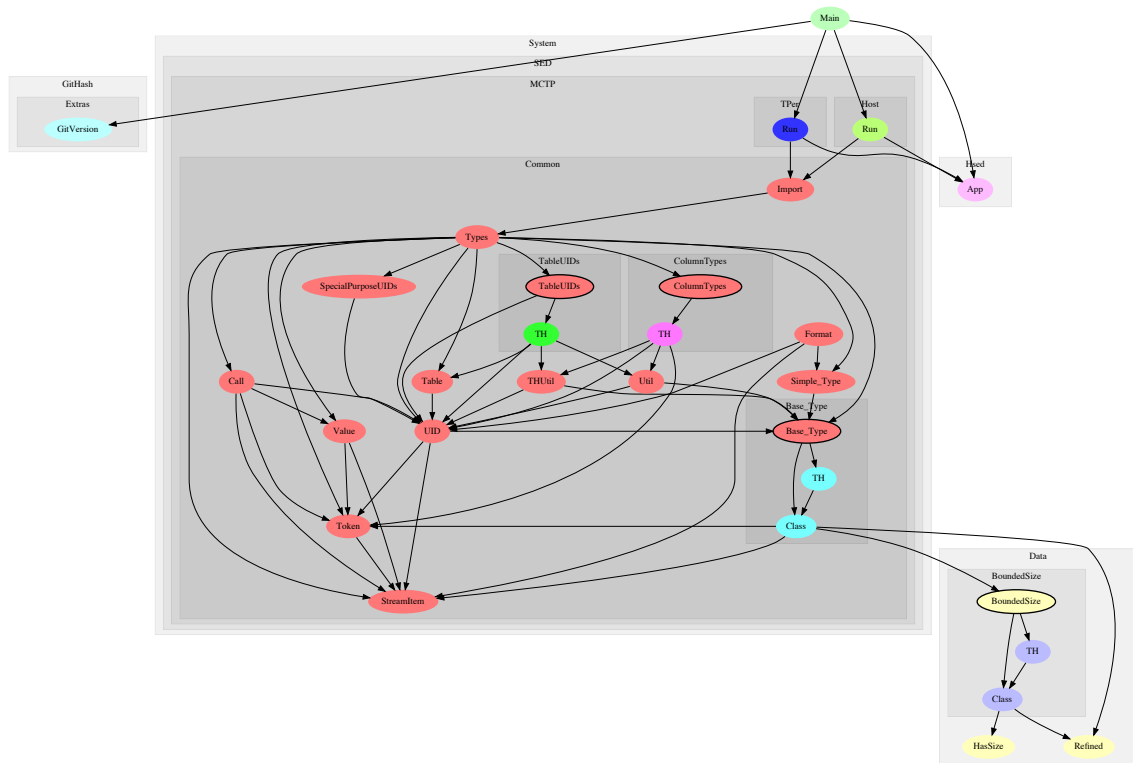 Main
System
SED
GitHash
MCTP
Extras
TPer
Host
GitVersion
Run
Run
Common
Hsed
Import
App
Types
TableUIDs
ColumnTypes
SpecialPurposeUIDs
TableUIDs
ColumnTypes
TH
TH
Format
Call
Table
THUtil
Util
Simple_Type
Base_Type
Value
UID
Base_Type
TH
Token
Class
Data
BoundedSize
StreamItem
BoundedSize
TH
Class
HasSize
Refined